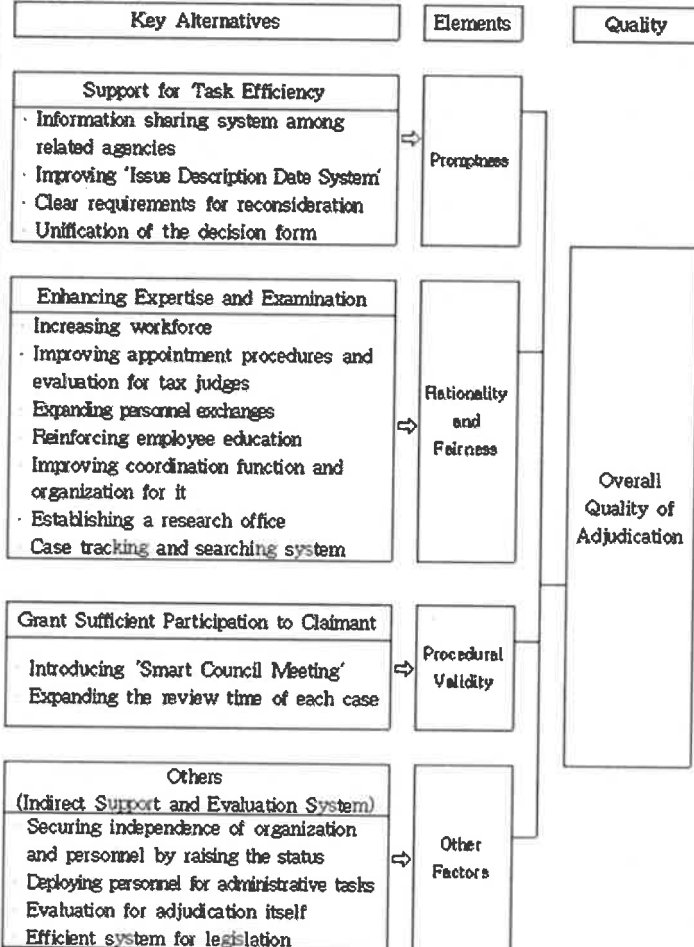 Key Alternatives
Elements
Quality
Support for Task Efficiency
· Information sharing system among
related agencies
· Improving 'Issue Description Date System'
· Clear requirements for reconsideration
· Unification of the decision form
Promptness
Enhancing Expertise and Examination
· Increasing workforce
· Improving appointment procedures and
evaluation for tax judges
· Expanding personnel exchanges
· Reinforcing employee education
· Improving coordination function and
organization for it
· Establishing a research office
· Case tracking and searching system
Rationality
and
Fairness
Overall
Quality of
Adjudication
Grant Sufficient Participation to Claimant
· Introducing 'Smart Council Meeting'
· Expanding the review time of each case
Procedural
Validity
Others
(Indirect Support and Evaluation System)
· Securing independence of organization
and personnel by raising the status
· Deploying personnel for administrative tasks
· Evaluation for adjudication itself
· Efficient system for legislation
Other
Factors